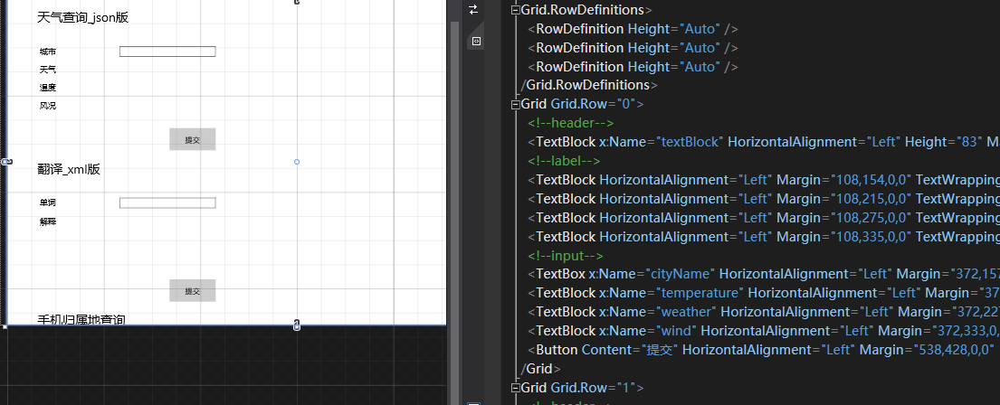 天气查询_json版
城市
天气
温度
风况
提交
翻译_xml版
单词
解释
提交
手机归属地查询
Grid.RowDefinitions>
<RowDefinition Height="Auto" />
<RowDefinition Height="Auto" />
<RowDefinition Height="Auto" />
/Grid.RowDefinitions>
Grid Grid.Row="0">
<!--header-->
<TextBlock x:Name="textBlock" HorizontalAlignment="Left" Height="83" M
<!--label-->
<TextBlock HorizontalAlignment="Left" Margin="108,154,0,0" TextWrapping
<TextBlock HorizontalAlignment="Left" Margin="108,215,0,0" TextWrapping
<TextBlock HorizontalAlignment="Left" Margin="108,275,0,0" TextWrapping
<TextBlock HorizontalAlignment="Left" Margin="108,335,0,0" TextWrapping
<!--input-->
<TextBox x:Name="cityName" HorizontalAlignment="Left" Margin="372,157
<TextBlock x:Name="temperature" HorizontalAlignment="Left" Margin="37
<TextBlock x:Name="weather" HorizontalAlignment="Left" Margin="372,227
<TextBlock x:Name="wind" HorizontalAlignment="Left" Margin="372,333,0,
<Button Content="提交" HorizontalAlignment="Left" Margin="538,428,0,0"
/Grid>
Grid Grid.Row="1">